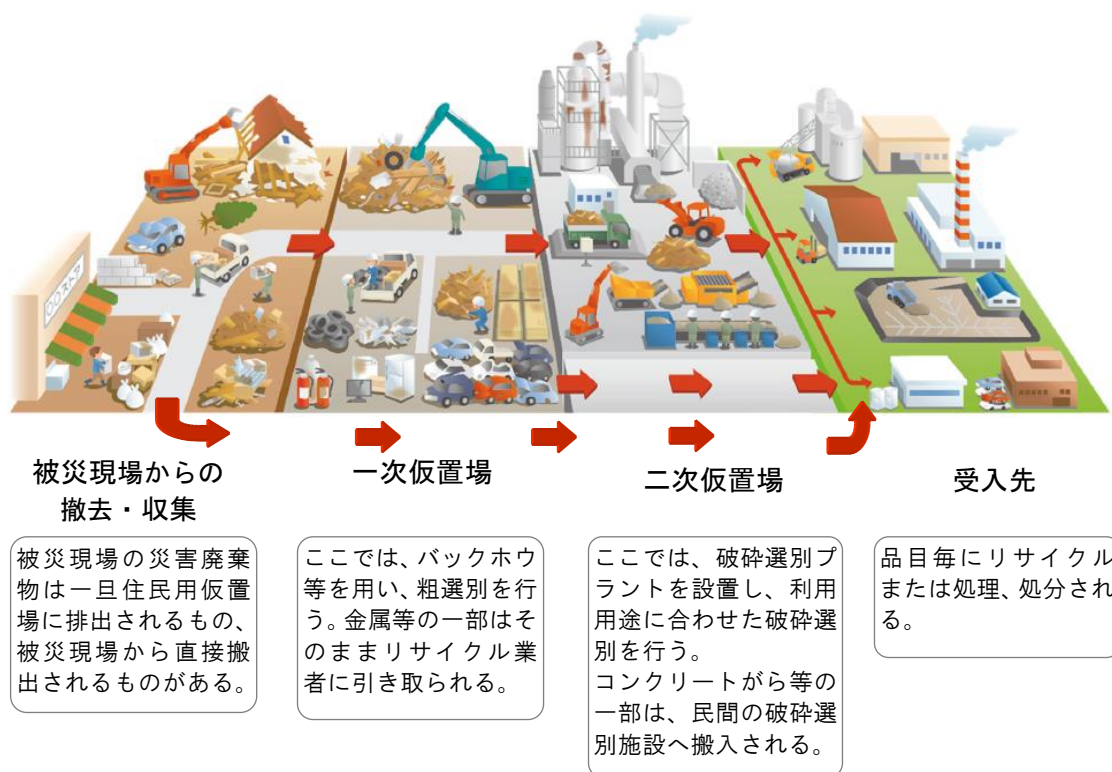 〇〇ストア
被災現場からの
撤去・収集
被災現場の災害廃棄
物は一旦住民用仮置
場に排出されるもの、
被災現場から直接搬
出されるものがある。
一次仮置場
ここでは、バックホウ
等を用い、粗選別を行
う。金属等の一部はそ
のままリサイクル業
者に引き取られる。
二次仮置場
ここでは、破砕選別プ
ラントを設置し、利用
用途に合わせた破砕選
別を行う。
コンクリートがら等の
一部は、民間の破砕選
別施設へ搬入される。
受入先
品目毎にリサイクル
または処理、処分され
る。